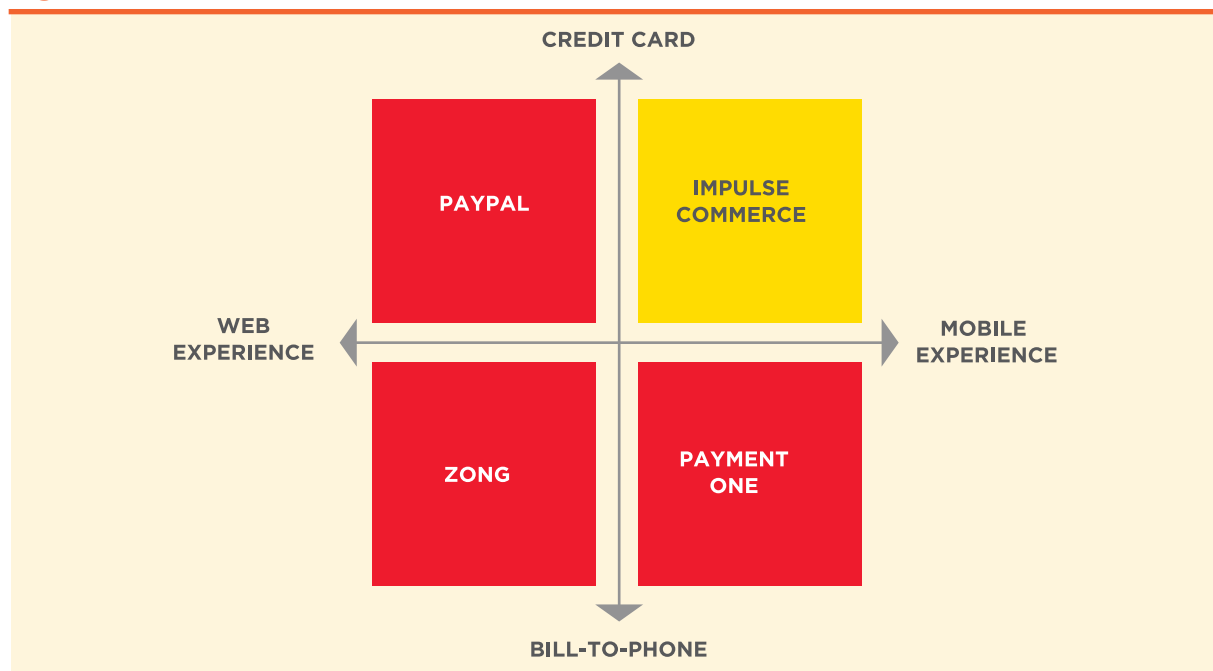 CREDIT CARD
PAYPAL
IMPULSE
COMMERCE
WEB
EXPERIENCE
MOBILE
EXPERIENCE
ZONG
PAYMENT
ONE
BILL-TO-PHONE